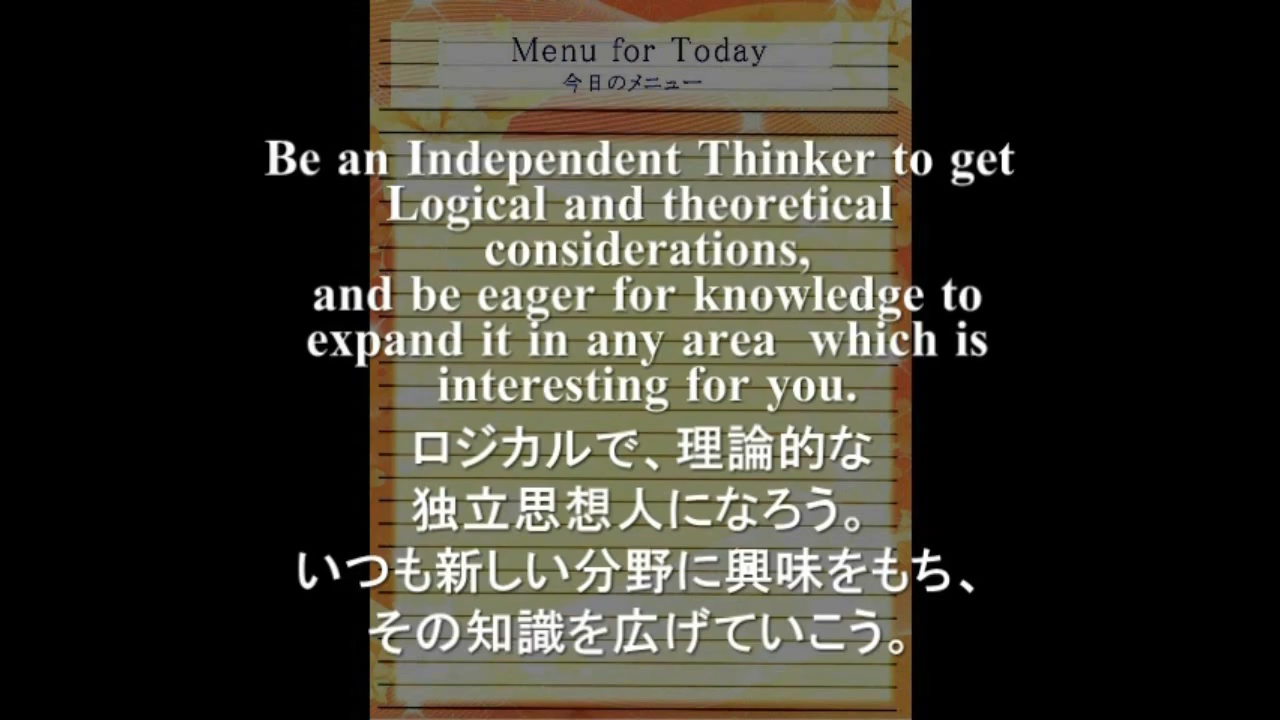 Menu for Today
今日のメニュー
Be an Independent Thinker to get
Logical and theoretical
considerations,
and be eager for knowledge to
expand it in any area  which is
interesting for you.
ロジカルで、理論的な
独立思想人になろう。
いつも新しい分野に興味をもち、
その知識を広げていこう。